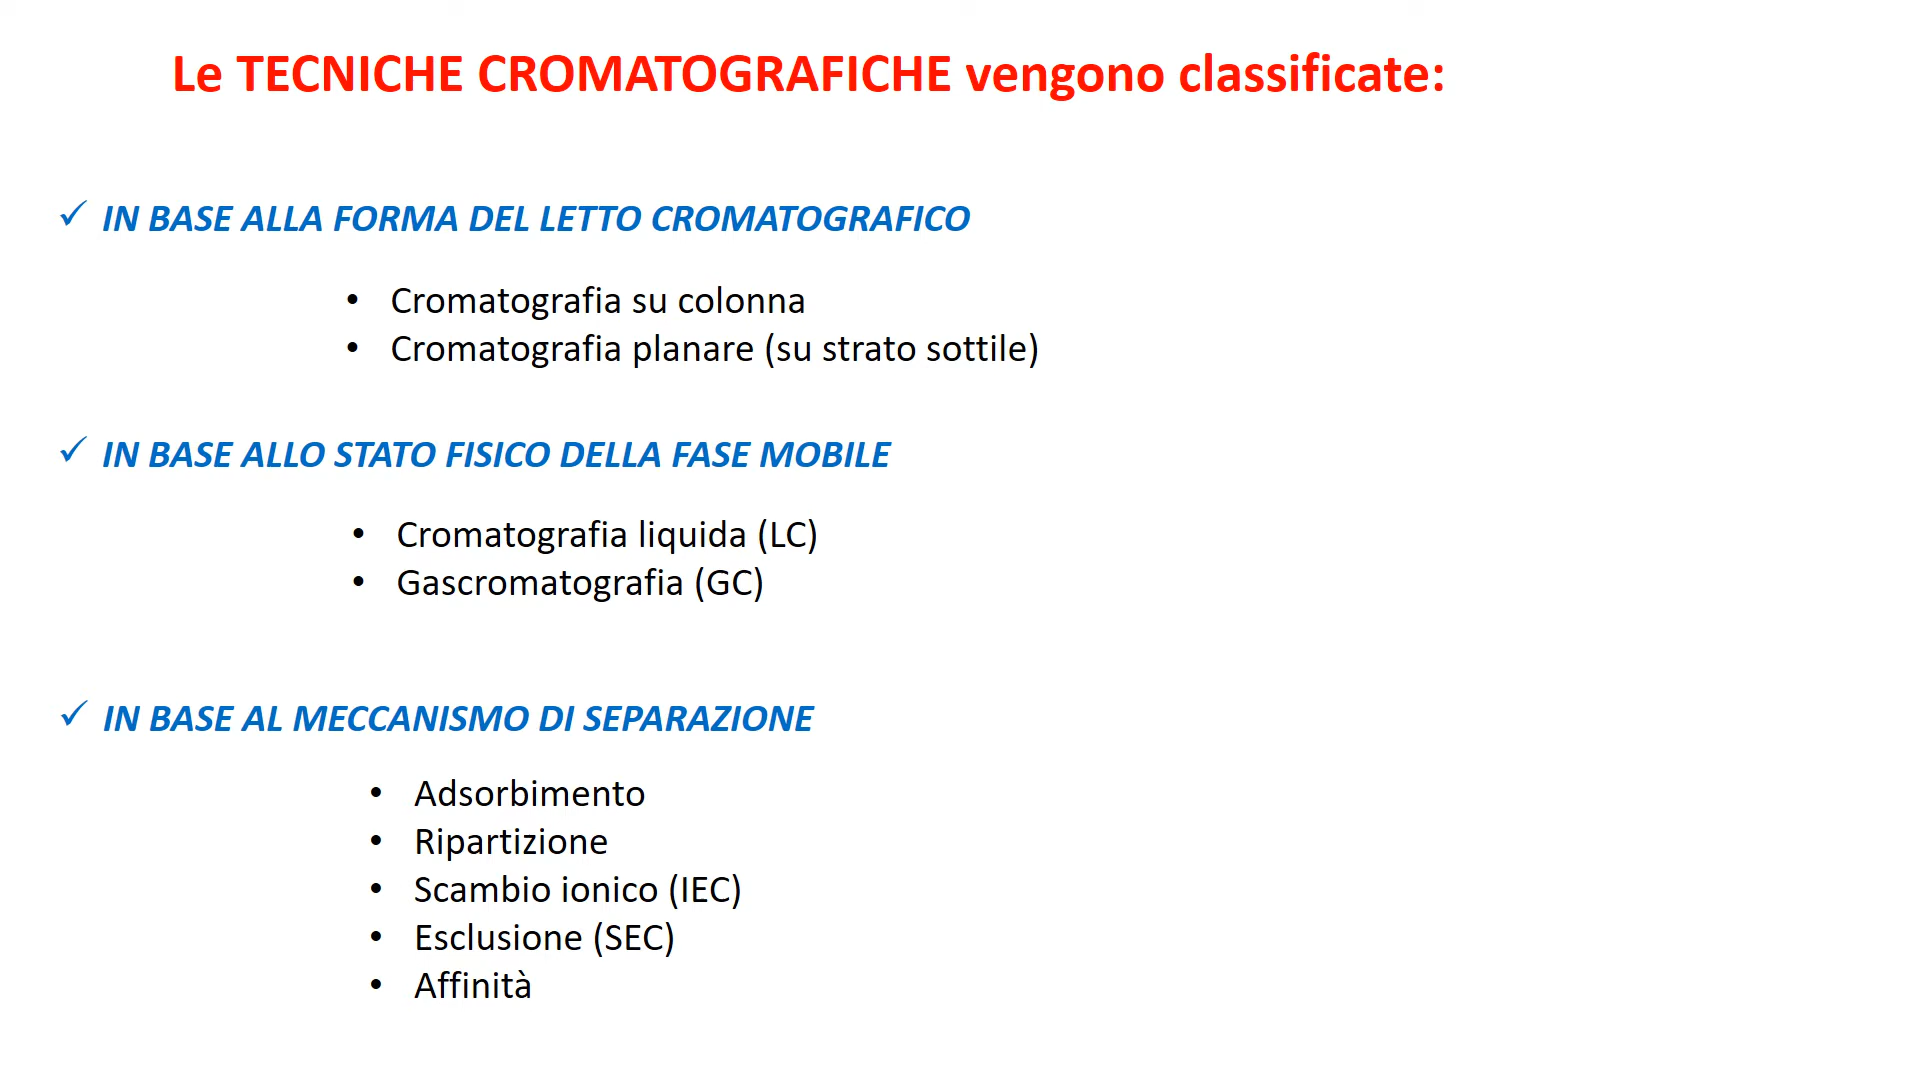 Le TECNICHE CROMATOGRAFICHE vengono classificate:
✓ IN BASE ALLA FORMA DEL LETTO CROMATOGRAFICO
• Cromatografia su colonna
• Cromatografia planare (su strato sottile)
✓ IN BASE ALLO STATO FISICO DELLA FASE MOBILE
• Cromatografia liquida (LC)
• Gascromatografia (GC)
✓ IN BASE AL MECCANISMO DI SEPARAZIONE
• Adsorbimento
• Ripartizione
• Scambio ionico (IEC)
• Esclusione (SEC)
• Affinità